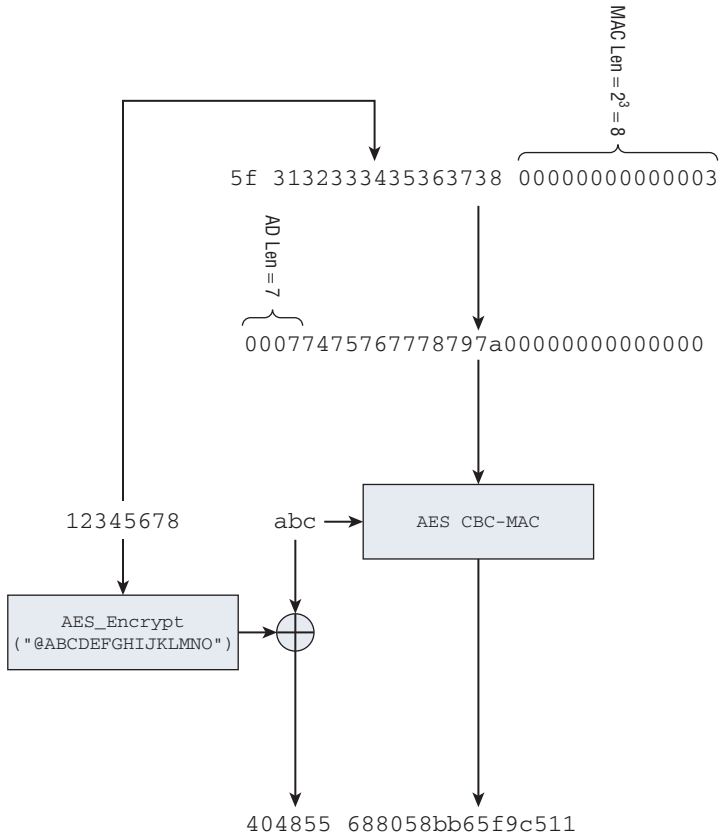 MAC Len = 2³ = 8
5f 3132333435363738 00000000000003
AD Len = 7
00077475767778797a00000000000000
12345678
abc
AES CBC-MAC
AES_Encrypt
("@ABCDEFGHIJKLMNO")
404855 688058bb65f9c511